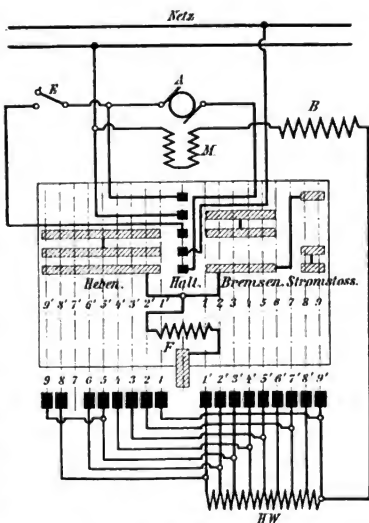 Netz
E
A
B
M
Heben. Halt. Bremsen. Stromstoss.
9' 8' 7' 6' 5' 4' 3' 2' 1' 1 2 3 4 5 6 7 8 9
F
9 8 6 5 4 3 2 1 1' 2' 3' 4' 5' 6' 7' 8' 9'
HW